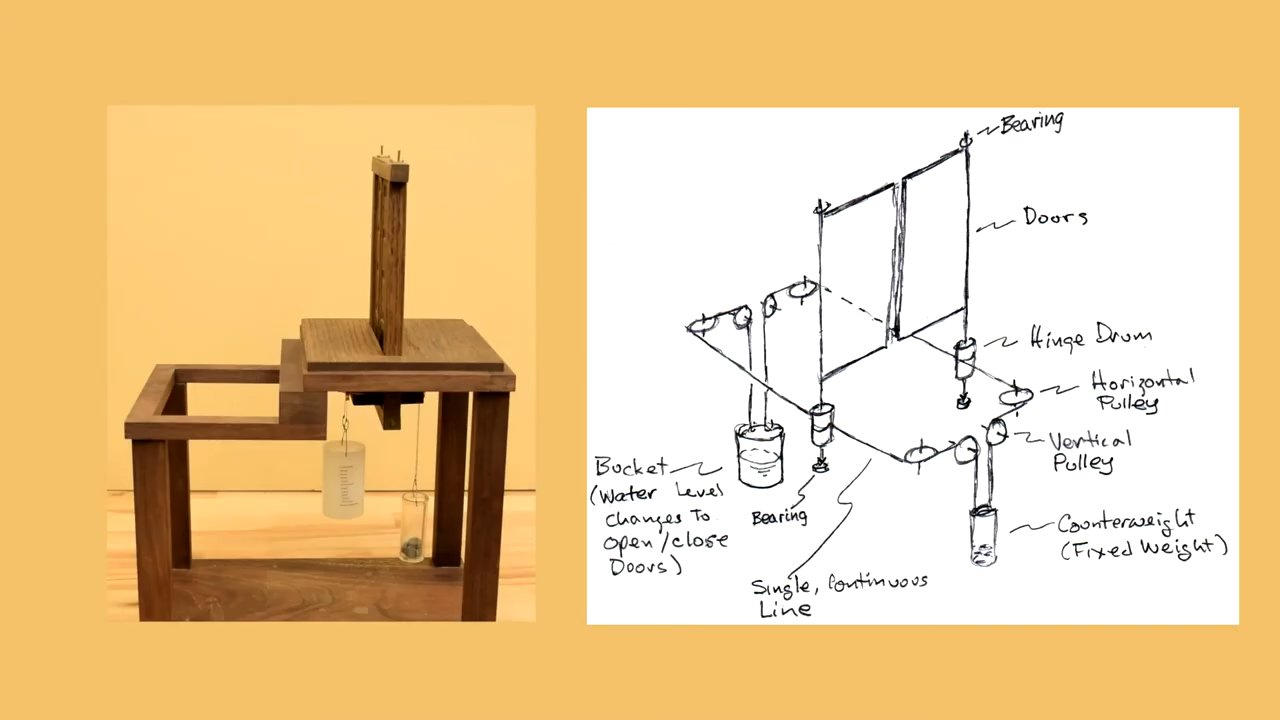 Bearing
Doors
Hinge Drum
Horizontal
Pulley
Vertical
Pulley
Bucket
(Water Level
changes to
open/close
Doors)
Bearing
Counterweight
(Fixed Weight)
Single, Continuous
Line